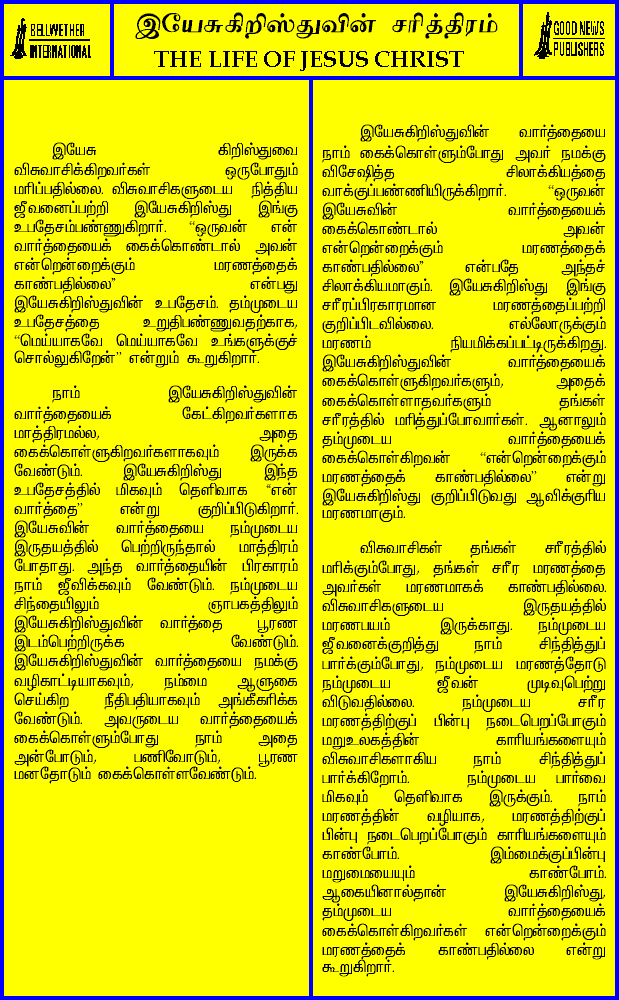 BELLWETHER
INTERNATIONAL
இயேசுகிறிஸ்துவின் சரித்திரம்
THE LIFE OF JESUS CHRIST
GOOD NEWS
PUBLISHERS
இயேசு கிறிஸ்துவை
விசுவாசிக்கிறவர்கள் ஒருபோதும்
மரிப்பதில்லை. விசுவாசிகளுடைய நித்திய
ஜீவனைப்பற்றி இயேசுகிறிஸ்து இங்கு
உபதேசம்பண்ணுகிறார். “ஒருவன் என்
வார்த்தையைக் கைக்கொண்டால் அவன்
என்றென்றைக்கும் மரணத்தைக்
காண்பதில்லை” என்பது
இயேசுகிறிஸ்துவின் உபதேசம். தம்முடைய
உபதேசத்தை உறுதிபண்ணுவதற்காக,
“மெய்யாகவே மெய்யாகவே உங்களுக்குச்
சொல்லுகிறேன்” என்றும் கூறுகிறார்.
நாம் இயேசுகிறிஸ்துவின்
வார்த்தையைக் கேட்கிறவர்களாக
மாத்திரமல்ல, அதை
கைக்கொள்ளுகிறவர்களாகவும் இருக்க
வேண்டும். இயேசுகிறிஸ்து இந்த
உபதேசத்தில் மிகவும் தெளிவாக “என்
வார்த்தை” என்று குறிப்பிடுகிறார்.
இயேசுவின் வார்த்தையை நம்முடைய
இருதயத்தில் பெற்றிருந்தால் மாத்திரம்
போதாது. அந்த வார்த்தையின் பிரகாரம்
நாம் ஜீவிக்கவும் வேண்டும். நம்முடைய
சிந்தையிலும் ஞாபகத்திலும்
இயேசுகிறிஸ்துவின் வார்த்தை பூரண
இடம்பெற்றிருக்க வேண்டும்.
இயேசுகிறிஸ்துவின் வார்த்தையை நமக்கு
வழிகாட்டியாகவும், நம்மை ஆளுகை
செய்கிற நீதிபதியாகவும் அங்கீகரிக்க
வேண்டும். அவருடைய வார்த்தையைக்
கைக்கொள்ளும்போது நாம் அதை
அன்போடும், பணிவோடும், பூரண
மனதோடும் கைக்கொள்ளவேண்டும்.
இயேசுகிறிஸ்துவின் வார்த்தையை
நாம் கைக்கொள்ளும்போது அவர் நமக்கு
விசேஷித்த சிலாக்கியத்தை
வாக்குப்பண்ணியிருக்கிறார். “ஒருவன்
இயேசுவின் வார்த்தையைக்
கைக்கொண்டால் அவன்
என்றென்றைக்கும் மரணத்தைக்
காண்பதில்லை” என்பதே அந்தச்
சிலாக்கியமாகும். இயேசுகிறிஸ்து இங்கு
சரீரப்பிரகாரமான மரணத்தைப்பற்றி
குறிப்பிடவில்லை. எல்லோருக்கும்
மரணம் நியமிக்கப்பட்டிருக்கிறது.
இயேசுகிறிஸ்துவின் வார்த்தையைக்
கைக்கொள்ளுகிறவர்களும், அதைக்
கைக்கொள்ளாதவர்களும் தங்கள்
சரீரத்தில் மரித்துப்போவார்கள். ஆனாலும்
தம்முடைய வார்த்தையைக்
கைக்கொள்கிறவன் “என்றென்றைக்கும்
மரணத்தைக் காண்பதில்லை” என்று
இயேசுகிறிஸ்து குறிப்பிடுவது ஆவிக்குரிய
மரணமாகும்.
விசுவாசிகள் தங்கள் சரீரத்தில்
மரிக்கும்போது, தங்கள் சரீர மரணத்தை
அவர்கள் மரணமாகக் காண்பதில்லை.
விசுவாசிகளுடைய இருதயத்தில்
மரணபயம் இருக்காது. நம்முடைய
ஜீவனைக்குறித்து நாம் சிந்தித்துப்
பார்க்கும்போது, நம்முடைய மரணத்தோடு
நம்முடைய ஜீவன் முடிவுபெற்று
விடுவதில்லை. நம்முடைய சரீர
மரணத்திற்குப் பின்பு நடைபெறப்போகும்
மறுஉலகத்தின் காரியங்களையும்
விசுவாசிகளாகிய நாம் சிந்தித்துப்
பார்க்கிறோம். நம்முடைய பார்வை
மிகவும் தெளிவாக இருக்கும். நாம்
மரணத்தின் வழியாக, மரணத்திற்குப்
பின்பு நடைபெறப்போகும் காரியங்களையும்
காண்போம். இம்மைக்குப்பின்பு
மறுமையையும் காண்போம்.
ஆகையினால்தான் இயேசுகிறிஸ்து,
தம்முடைய வார்த்தையைக்
கைக்கொள்கிறவர்கள் என்றென்றைக்கும்
மரணத்தைக் காண்பதில்லை என்று
கூறுகிறார்.